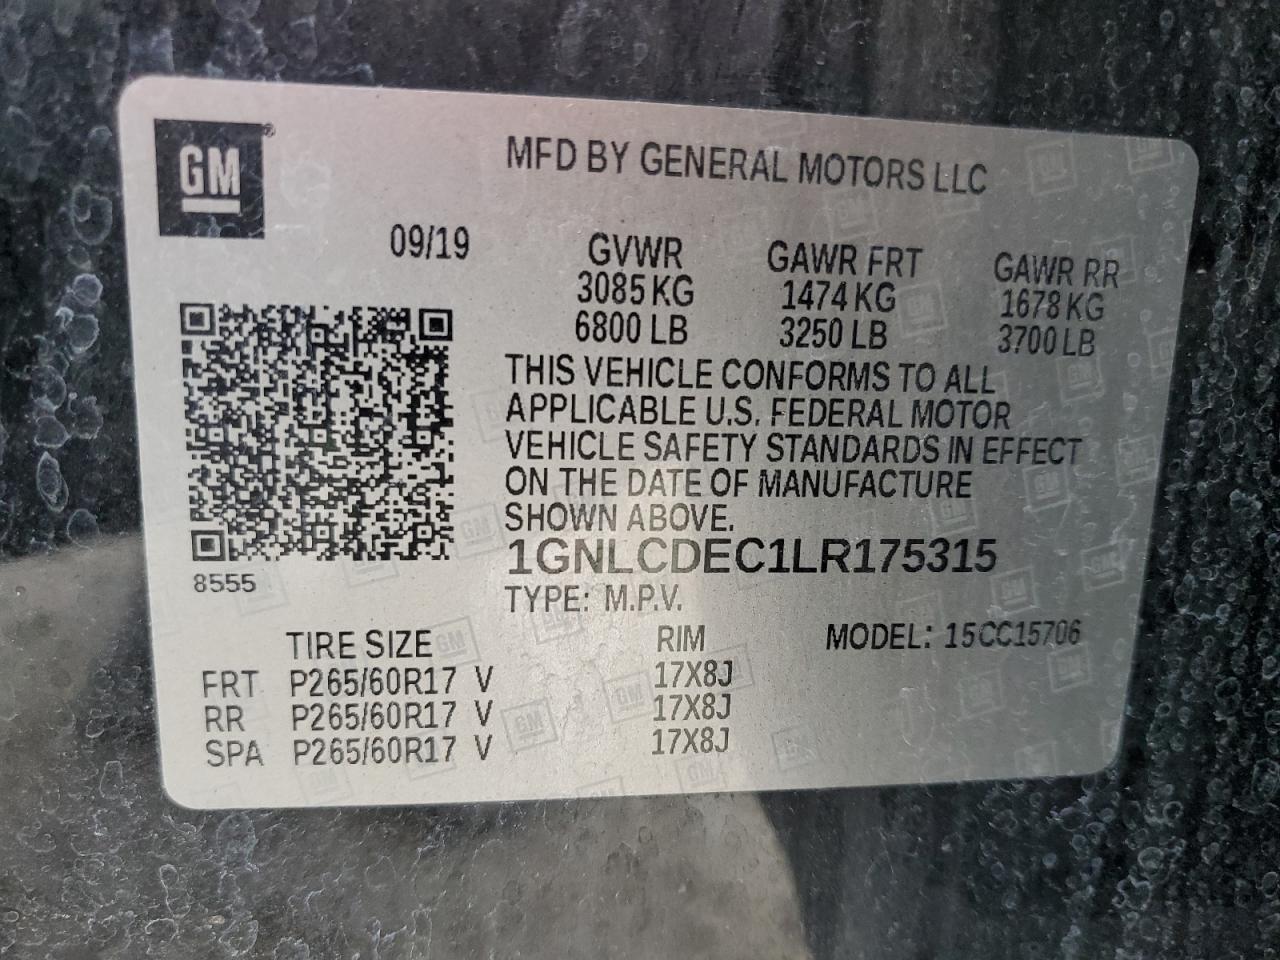 GM
MFD BY GENERAL MOTORS LLC
09/19
GVWR GAWR FRT GAWR RR
3085 KG 1474 KG 1678 KG
6800 LB 3250 LB 3700 LB
THIS VEHICLE CONFORMS TO ALL
APPLICABLE U.S. FEDERAL MOTOR
VEHICLE SAFETY STANDARDS IN EFFECT
ON THE DATE OF MANUFACTURE
SHOWN ABOVE.
1GNLCDEC1LR175315
8555
TYPE: M.P.V.
TIRE SIZE RIM MODEL: 15CC15706
FRT P265/60R17 V 17X8J
RR P265/60R17 V 17X8J
SPA P265/60R17 V 17X8J